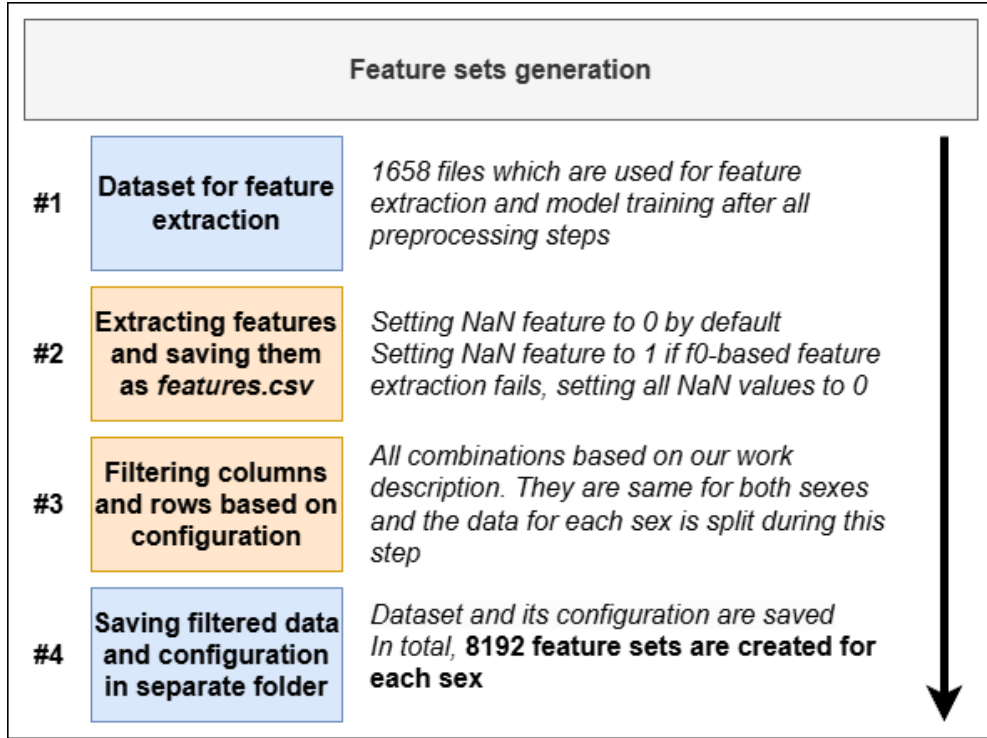 Feature sets generation
#1
Dataset for feature
extraction
1658 files which are used for feature
extraction and model training after all
preprocessing steps
#2
Extracting features
and saving them
as features.csv
Setting NaN feature to 0 by default
Setting NaN feature to 1 if f0-based feature
extraction fails, setting all NaN values to 0
#3
Filtering columns
and rows based on
configuration
All combinations based on our work
description. They are same for both sexes
and the data for each sex is split during this
step
#4
Saving filtered data
and configuration
in separate folder
Dataset and its configuration are saved
In total, 8192 feature sets are created for
each sex